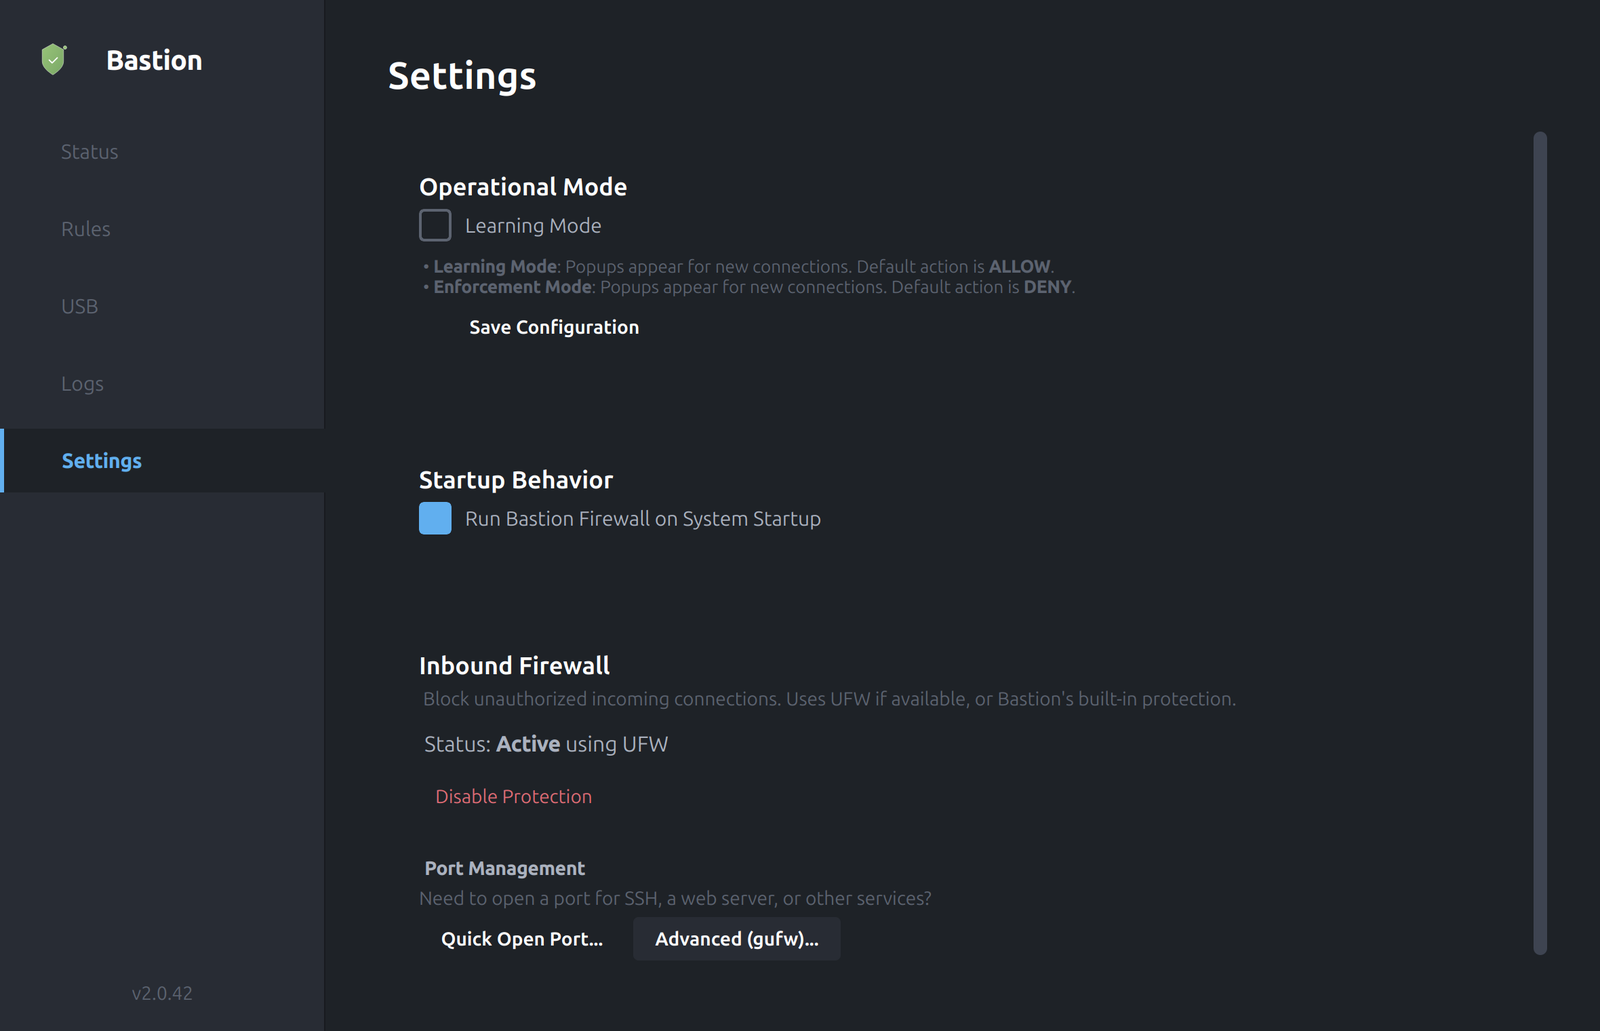 Bastion
Status
Rules
USB
Logs
Settings
v2.0.42
Settings
Operational Mode
Learning Mode
• Learning Mode: Popups appear for new connections. Default action is ALLOW.
• Enforcement Mode: Popups appear for new connections. Default action is DENY.
Save Configuration
Startup Behavior
Run Bastion Firewall on System Startup
Inbound Firewall
Block unauthorized incoming connections. Uses UFW if available, or Bastion's built-in protection.
Status: Active using UFW
Disable Protection
Port Management
Need to open a port for SSH, a web server, or other services?
Quick Open Port...
Advanced (gufw)...